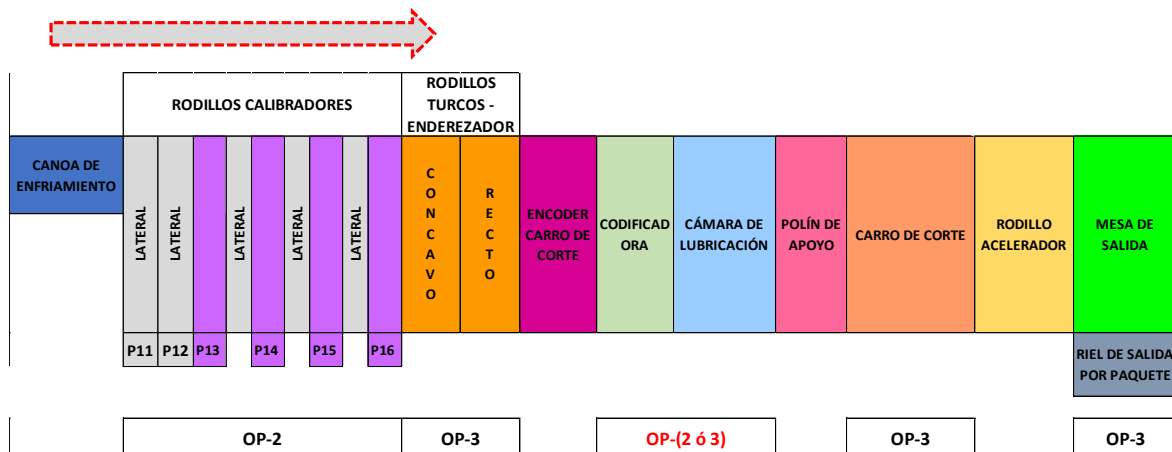 RODILLOS CALIBRADORES
RODILLOS
TURCOS -
ENDEREZADOR
CANOA DE
ENFRIAMIENTO
LATERAL
LATERAL
LATERAL
LATERAL
LATERAL
CONCAVO
RECTO
ENCODER
CARRO DE
CORTE
CODIFICAD
ORA
CÁMARA DE
LUBRICACIÓN
POLÍN DE
APOYO
CARRO DE CORTE
RODILLO
ACELERADOR
MESA DE
SALIDA
P11 P12 P13 P14 P15 P16
RIEL DE SALIDA
POR PAQUETE
OP-2 OP-3 OP-(2 ó 3) OP-3 OP-3